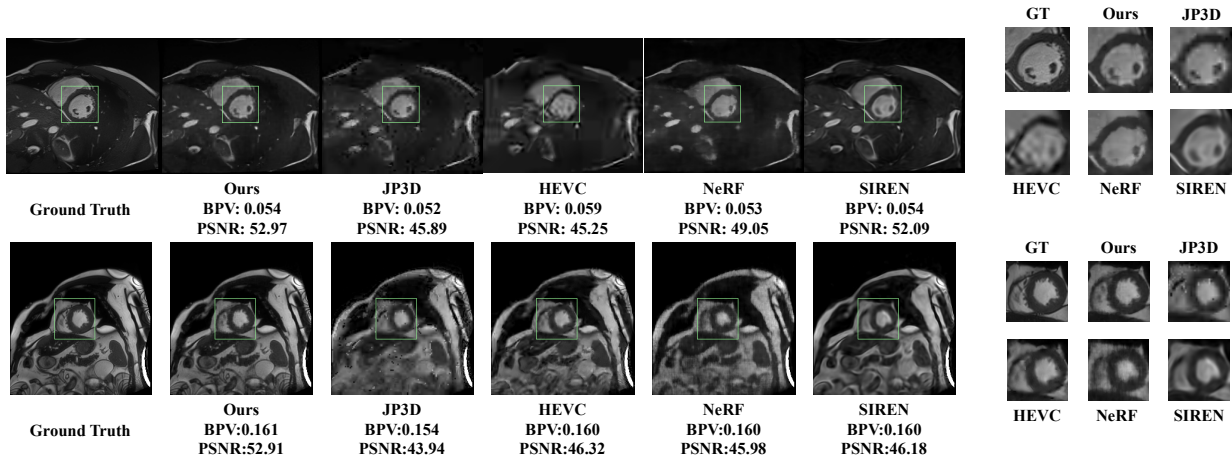 GT Ours JP3D
HEVC NeRF SIREN
Ground Truth
Ours
BPV: 0.054
PSNR: 52.97
JP3D
BPV: 0.052
PSNR: 45.89
HEVC
BPV: 0.059
PSNR: 45.25
NeRF
BPV: 0.053
PSNR: 49.05
SIREN
BPV: 0.054
PSNR: 52.09
GT Ours JP3D
HEVC NeRF SIREN
Ground Truth
Ours
BPV:0.161
PSNR:52.91
JP3D
BPV:0.154
PSNR:43.94
HEVC
BPV:0.160
PSNR:46.32
NeRF
BPV:0.160
PSNR:45.98
SIREN
BPV:0.160
PSNR:46.18